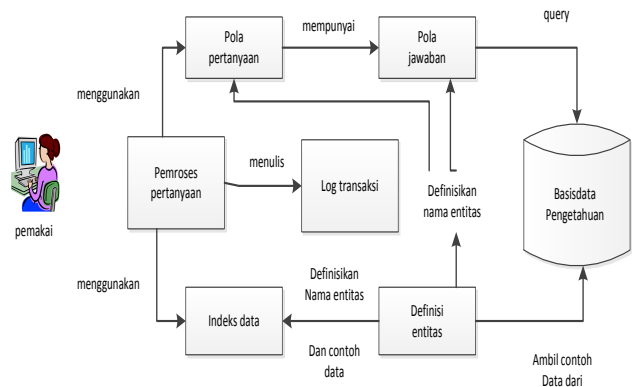 query
Pola
pertanyaan
mempunyai
Pola
jawaban
menggunakan
Pemroses
pertanyaan
menulis
Log transaksi
Definisikan
nama entitas
Basisdata
Pengetahuan
pemakai
menggunakan
Definisikan
Nama entitas
Indeks data
Definisi
entitas
Dan contoh
data
Ambil contoh
Data dari